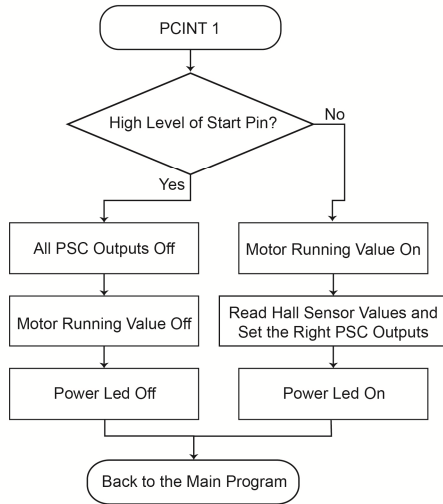 PCINT 1
High Level of Start Pin?
No
Yes
All PSC Outputs Off
Motor Running Value On
Motor Running Value Off
Read Hall Sensor Values and
Set the Right PSC Outputs
Power Led Off
Power Led On
Back to the Main Program